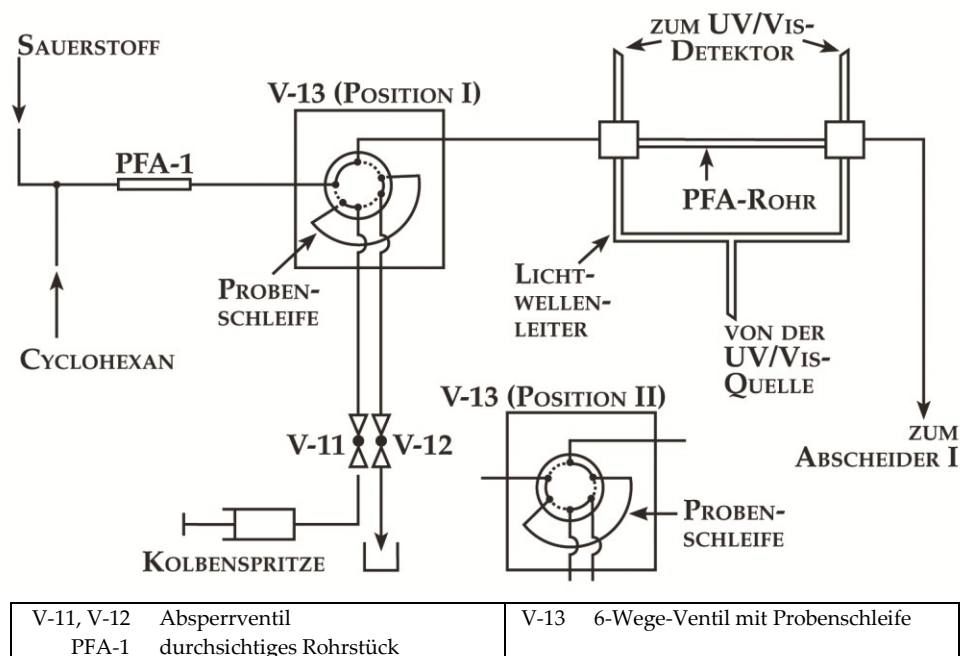 SAUERSTOFF
ZUM UV/VIS-
DETEKTOR
V-13 (POSITION I)
PFA-1
PFA-ROHR
PROBEN-
SCHLEIFE
LICHT-
WELLEN-
LEITER
CYCLOHEXAN
VON DER
UV/VIS-
QUELLE
V-13 (POSITION II)
ZUM
ABSCHEIDER I
V-11
V-12
PROBEN-
SCHLEIFE
KOLBENSPRITZE
V-11, V-12 Absperrventil
V-13 6-Wege-Ventil mit Probenschleife
PFA-1 durchsichtiges Rohrstück